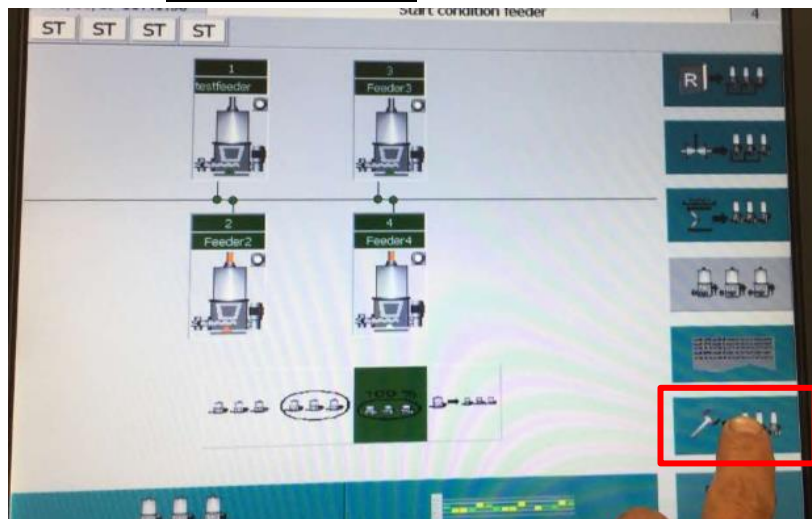 Start condition feeder
4
ST ST ST ST
1
testfeeder
3
Feeder3
R
2
Feeder2
4
Feeder4
100 %